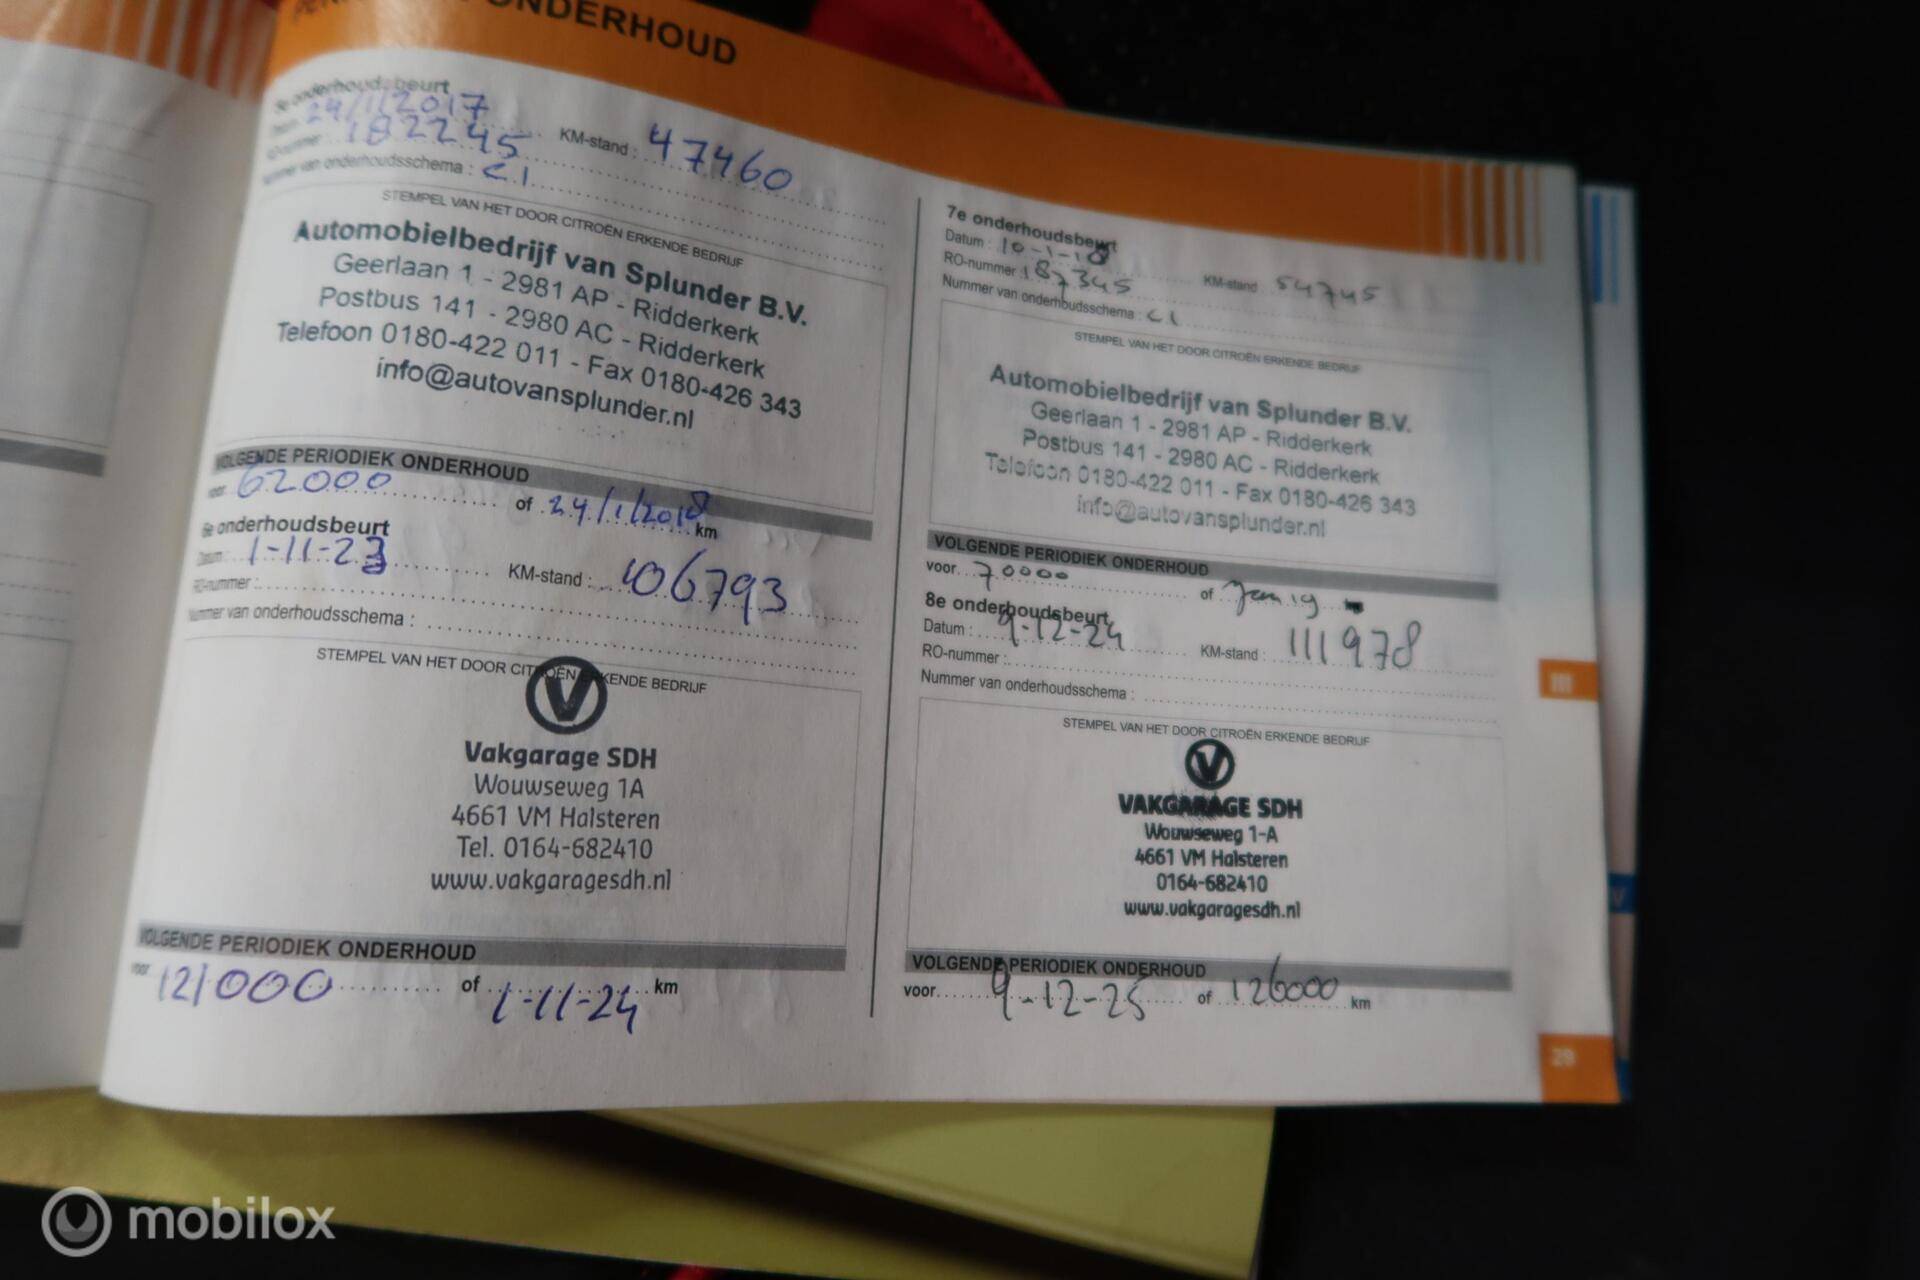 ONDERHOUD
5e onderhoudsbeurt
Datum : 24/1/2017
RO-nummer : 182245 KM-stand : 47460
Nummer van onderhoudsschema : C1
STEMPEL VAN HET DOOR CITROËN ERKENDE BEDRIJF
Automobielbedrijf van Splunder B.V.
Geerlaan 1 - 2981 AP - Ridderkerk
Postbus 141 - 2980 AC - Ridderkerk
Telefoon 0180-422 011 - Fax 0180-426 343
info@autovansplunder.nl
VOLGENDE PERIODIEK ONDERHOUD
voor 62000 of 24/1/2018 km
6e onderhoudsbeurt
Datum : 1-11-23 KM-stand : 106793
RO-nummer :
Nummer van onderhoudsschema :
STEMPEL VAN HET DOOR CITROËN ERKENDE BEDRIJF
V
Vakgarage SDH
Wouwseweg 1A
4661 VM Halsteren
Tel. 0164-682410
www.vakgaragesdh.nl
VOLGENDE PERIODIEK ONDERHOUD
voor 121000 of 1-11-24 km
7e onderhoudsbeurt
Datum : 10-1-18
RO-nummer : 187345 KM-stand 54745
Nummer van onderhoudsschema : C1
STEMPEL VAN HET DOOR CITROËN ERKENDE BEDRIJF
Automobielbedrijf van Splunder B.V.
Geerlaan 1 - 2981 AP - Ridderkerk
Postbus 141 - 2980 AC - Ridderkerk
Telefoon 0180-422 011 - Fax 0180-426 343
info@autovansplunder.nl
VOLGENDE PERIODIEK ONDERHOUD
voor 70000 of Jan 19
8e onderhoudsbeurt
Datum : 9-12-24 KM-stand : 111978
RO-nummer :
Nummer van onderhoudsschema :
STEMPEL VAN HET DOOR CITROËN ERKENDE BEDRIJF
V
VAKGARAGE SDH
Wouwseweg 1-A
4661 VM Halsteren
0164-682410
www.vakgaragesdh.nl
VOLGENDE PERIODIEK ONDERHOUD
voor 9-12-25 of 126000 km
III
V
29
mobilox